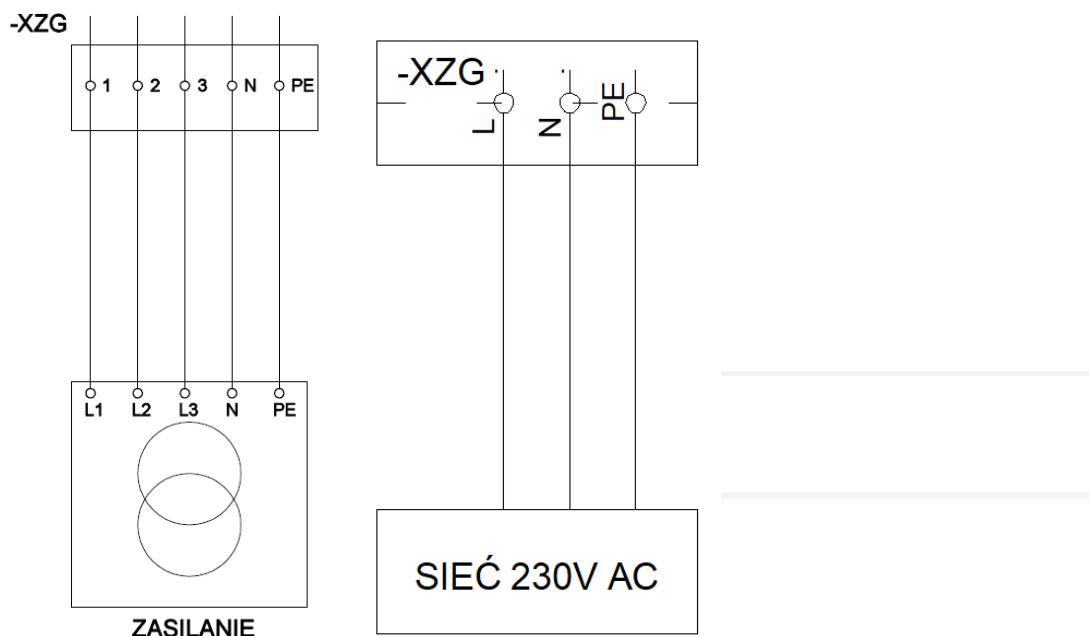 -XZG
1 2 3 N PE
L1 L2 L3 N PE
ZASILANIE
-XZG
L N PE
SIEĆ 230V AC